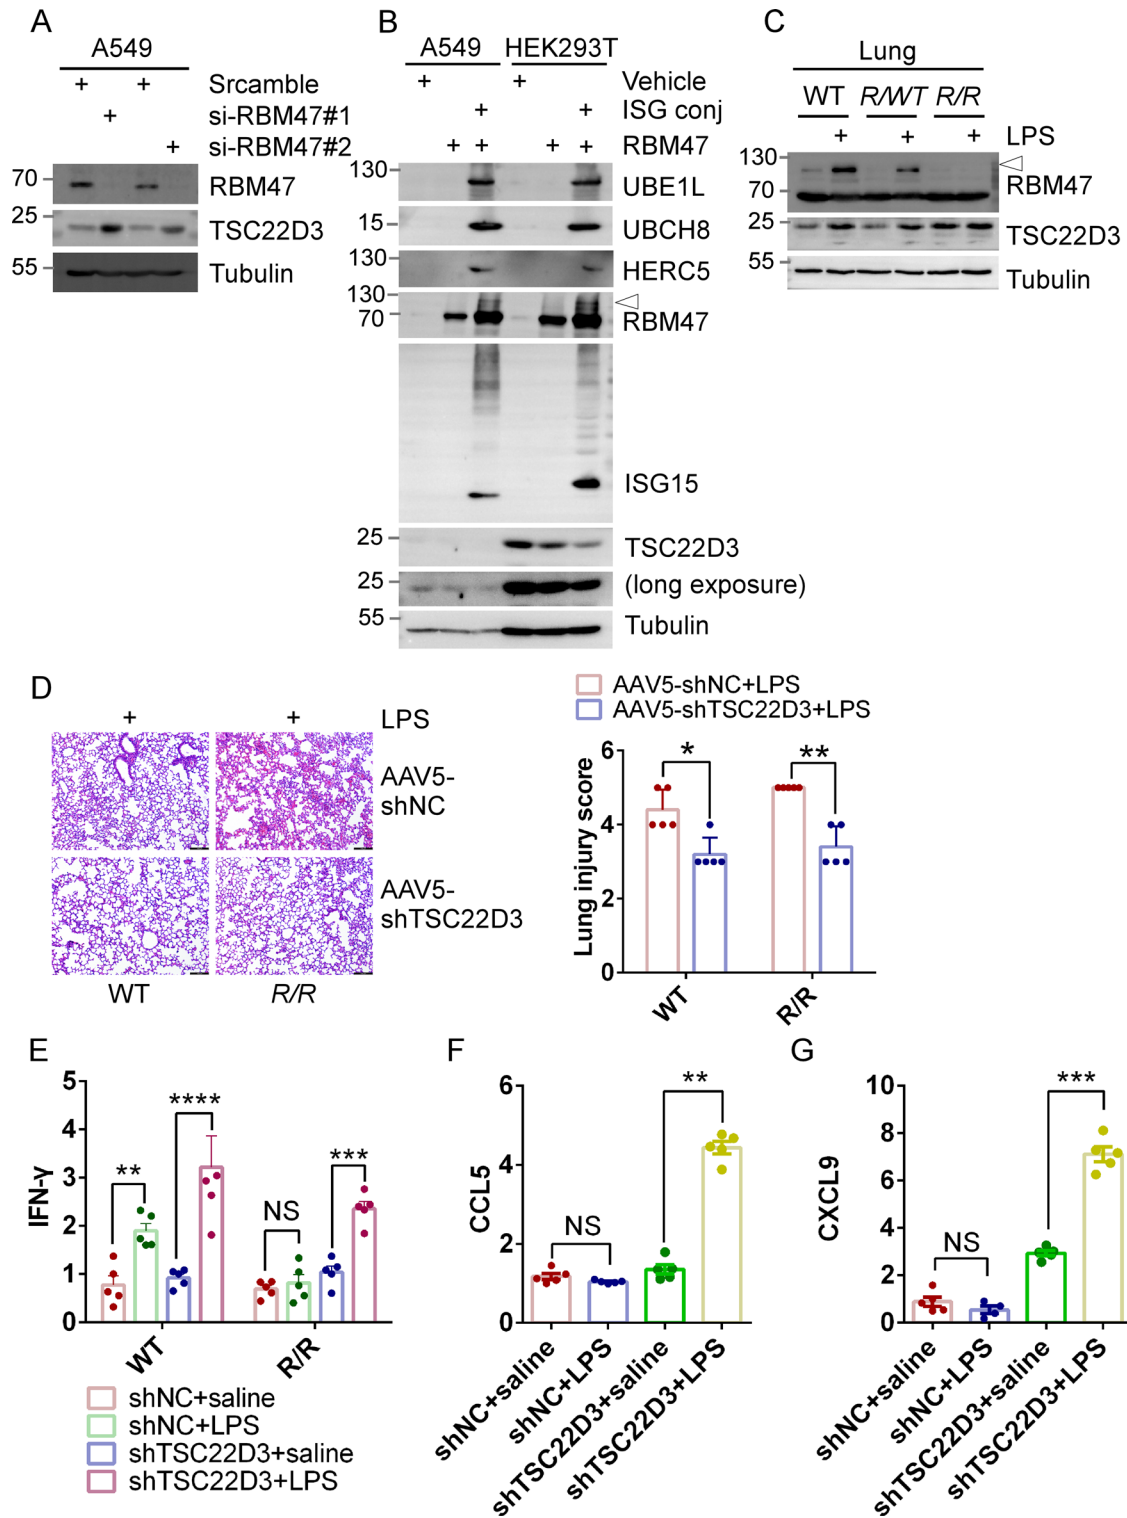 A
A549
+ +
Srcamble
+
si-RBM47#1
+
si-RBM47#2
70
RBM47
25
TSC22D3
55
Tubulin
B
A549 HEK293T
+ +
Vehicle
+ +
ISG conj
+ + + +
RBM47
130
UBE1L
15
UBCH8
130
HERC5
130
70
RBM47
ISG15
25
TSC22D3
25
(long exposure)
55
Tubulin
C
Lung
WT R/WT R/R
+ + +
LPS
130
70
RBM47
25
TSC22D3
55
Tubulin
D
+ +
LPS
AAV5-
shNC
AAV5-
shTSC22D3
WT R/R
AAV5-shNC+LPS
AAV5-shTSC22D3+LPS
Lung injury score
6
4
2
0
*
**
WT
R/R
E
IFN-γ
5
4
3
2
1
0
**
****
NS
***
WT
R/R
shNC+saline
shNC+LPS
shTSC22D3+saline
shTSC22D3+LPS
F
CCL5
6
4
2
0
NS
**
shNC+saline
shNC+LPS
shTSC22D3+saline
shTSC22D3+LPS
G
CXCL9
10
8
6
4
2
0
NS
***
shNC+saline
shNC+LPS
shTSC22D3+saline
shTSC22D3+LPS